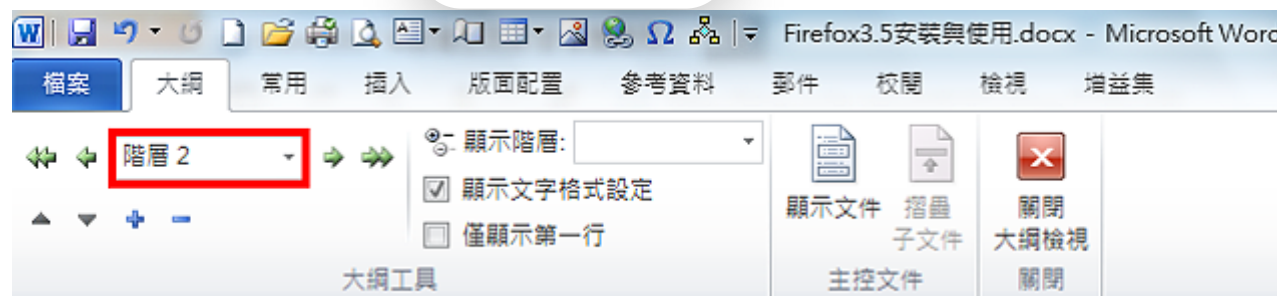 Firefox3.5安裝與使用.docx - Microsoft Word
檔案 大綱 常用 插入 版面配置 參考資料 郵件 校閱 檢視 增益集
階層 2
顯示階層:
顯示文字格式設定
僅顯示第一行
大綱工具
顯示文件
摺疊
子文件
主控文件
關閉
大綱檢視
關閉